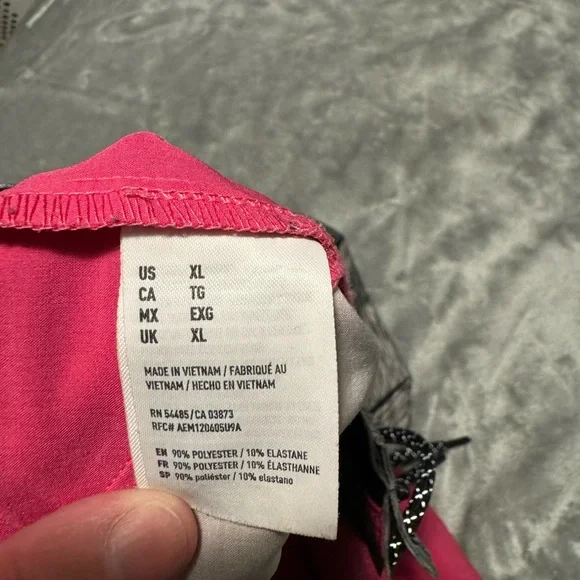 US XL
CA TG
MX EXG
UK XL
MADE IN VIETNAM / FABRIQUÉ AU
VIETNAM / HECHO EN VIETNAM
RN 54485/CA 03873
RFC# AEM120605U9A
EN 90% POLYESTER / 10% ELASTANE
FR 90% POLYESTER / 10% ÉLASTHANNE
SP 90% poliéster / 10% elastano